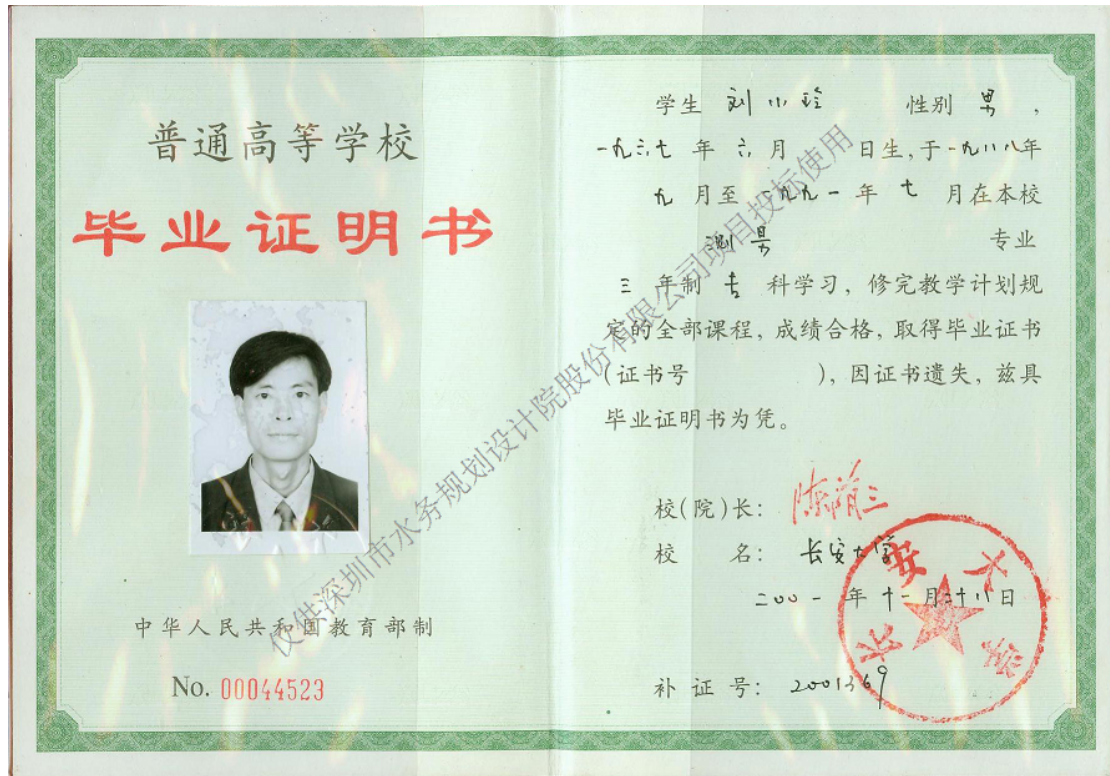 普通高等学校
毕业证明书
中华人民共和国教育部制
No. 00044523
学生 刘小玲 性别 男,
一九六七 年 六 月 日生,于一九八八年
九 月至 一九九一 年 七 月在本校
测量 专业
三 年制 专 科学习,修完教学计划规
定的全部课程,成绩合格,取得毕业证书
(证书号 ),因证书遗失,兹具
毕业证明书为凭。
校(院)长:
校 名: 长安大学
二〇〇一 年 十一 月二十八日
补 证 号: 2001369
长安大学
仅供深圳市水务规划设计院股份有限公司项目投标使用